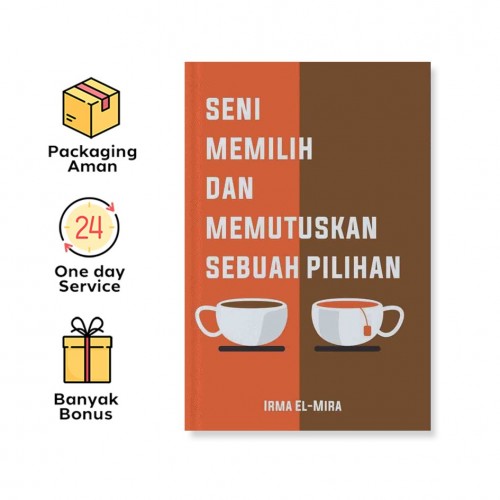 Packaging
Aman
24
One day
Service
Banyak
Bonus
SENI
MEMILIH
DAN
MEMUTUSKAN
SEBUAH PILIHAN
IRMA EL-MIRA